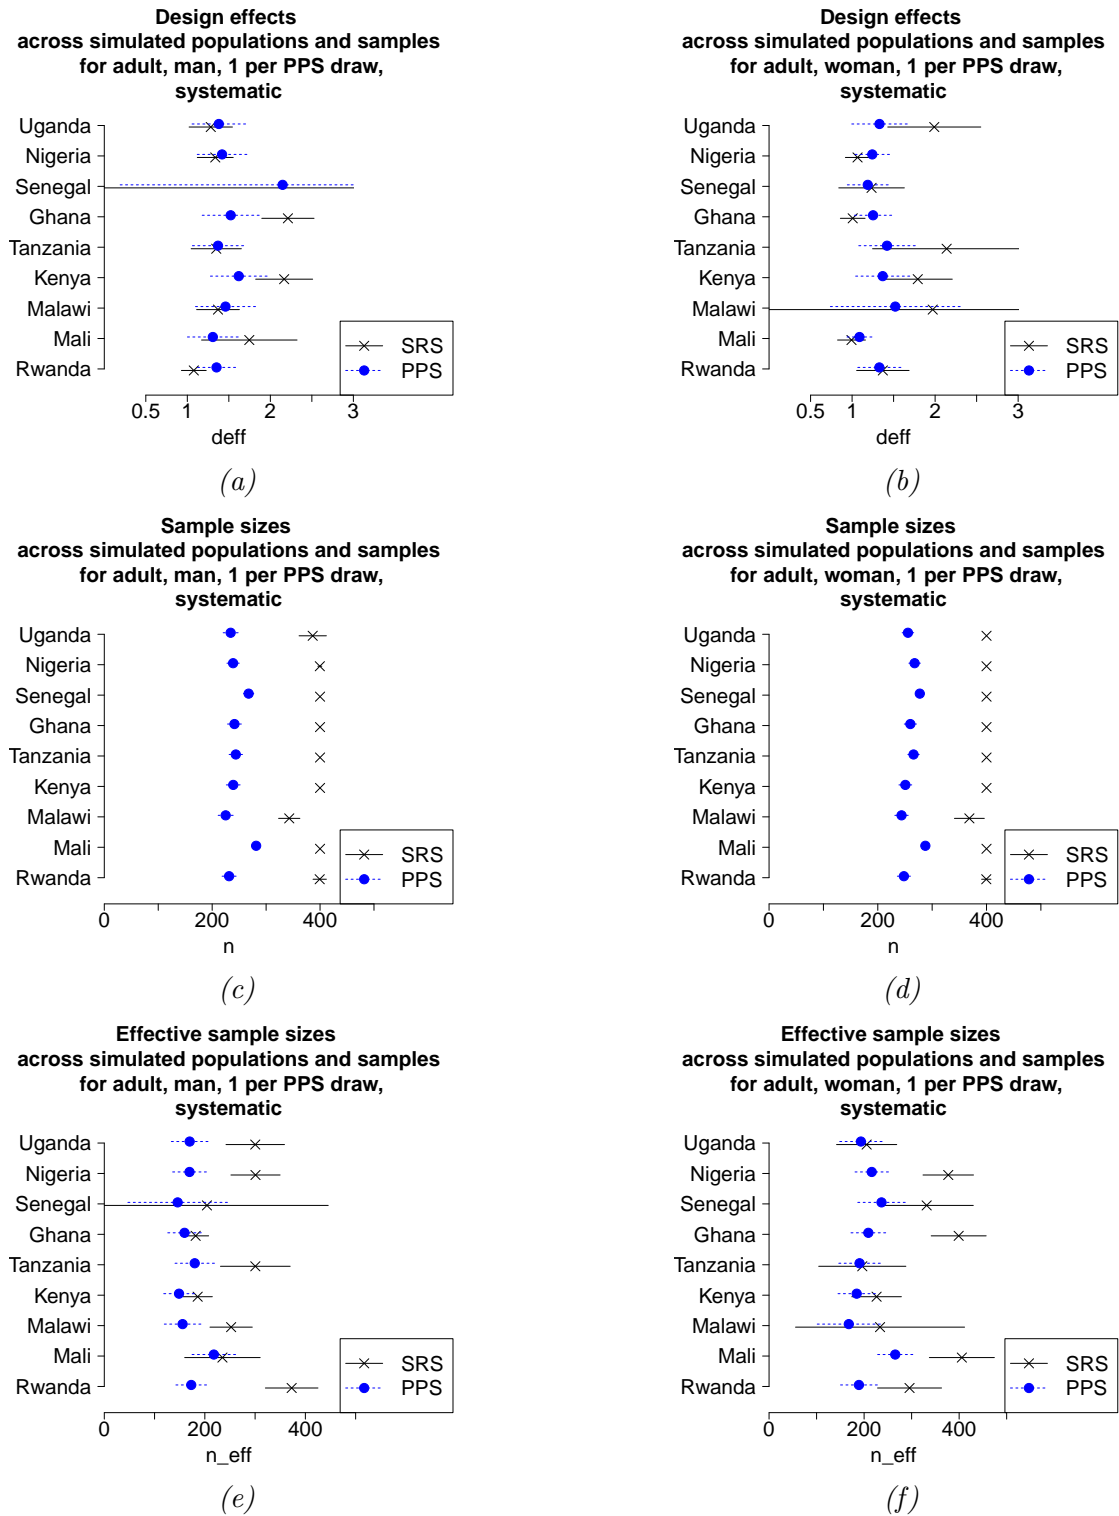 Design effects
across simulated populations and samples
for adult, man, 1 per PPS draw,
systematic
Uganda
Nigeria
Senegal
Ghana
Tanzania
Kenya
Malawi
Mali
Rwanda
SRS
PPS
0.5 1 2 3
deff
(a)
Design effects
across simulated populations and samples
for adult, woman, 1 per PPS draw,
systematic
Uganda
Nigeria
Senegal
Ghana
Tanzania
Kenya
Malawi
Mali
Rwanda
SRS
PPS
0.5 1 2 3
deff
(b)
Sample sizes
across simulated populations and samples
for adult, man, 1 per PPS draw,
systematic
Uganda
Nigeria
Senegal
Ghana
Tanzania
Kenya
Malawi
Mali
Rwanda
SRS
PPS
0 200 400
n
(c)
Sample sizes
across simulated populations and samples
for adult, woman, 1 per PPS draw,
systematic
Uganda
Nigeria
Senegal
Ghana
Tanzania
Kenya
Malawi
Mali
Rwanda
SRS
PPS
0 200 400
n
(d)
Effective sample sizes
across simulated populations and samples
for adult, man, 1 per PPS draw,
systematic
Uganda
Nigeria
Senegal
Ghana
Tanzania
Kenya
Malawi
Mali
Rwanda
SRS
PPS
0 200 400
n_eff
(e)
Effective sample sizes
across simulated populations and samples
for adult, woman, 1 per PPS draw,
systematic
Uganda
Nigeria
Senegal
Ghana
Tanzania
Kenya
Malawi
Mali
Rwanda
SRS
PPS
0 200 400
n_eff
(f)